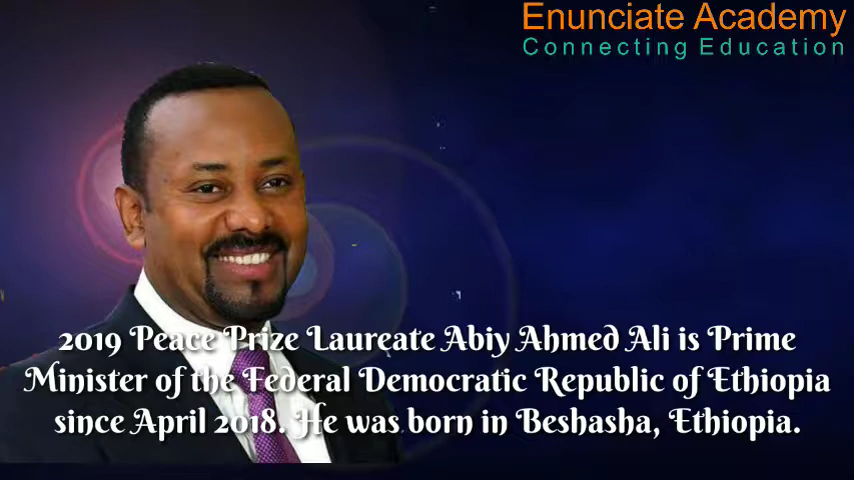 Enunciate Academy
Connecting Education
2019 Peace Prize Laureate Abiy Ahmed Ali is Prime
Minister of the Federal Democratic Republic of Ethiopia
since April 2018. He was born in Beshasha, Ethiopia.